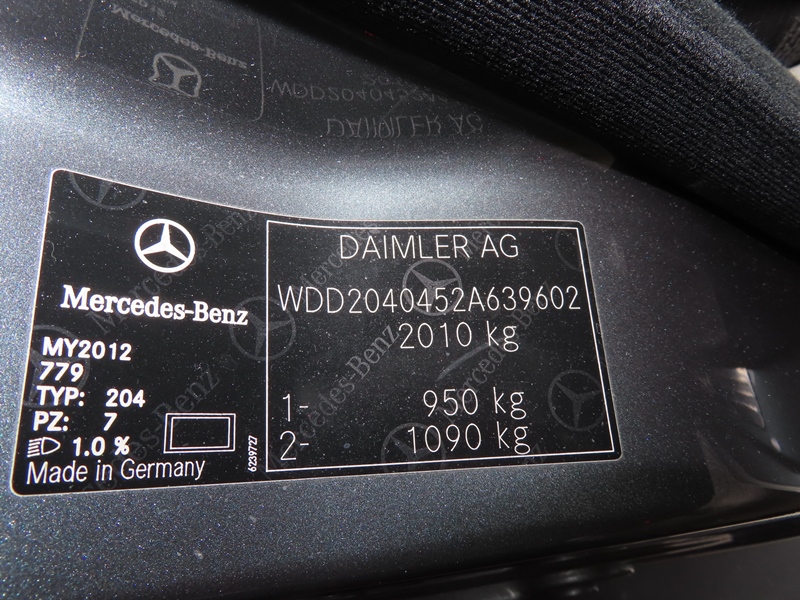 Mercedes-Benz
MY2012
779
TYP: 204
PZ: 7
1.0 %
Made in Germany
6239727
DAIMLER AG
WDD2040452A639602
2010 kg
1- 950 kg
2- 1090 kg